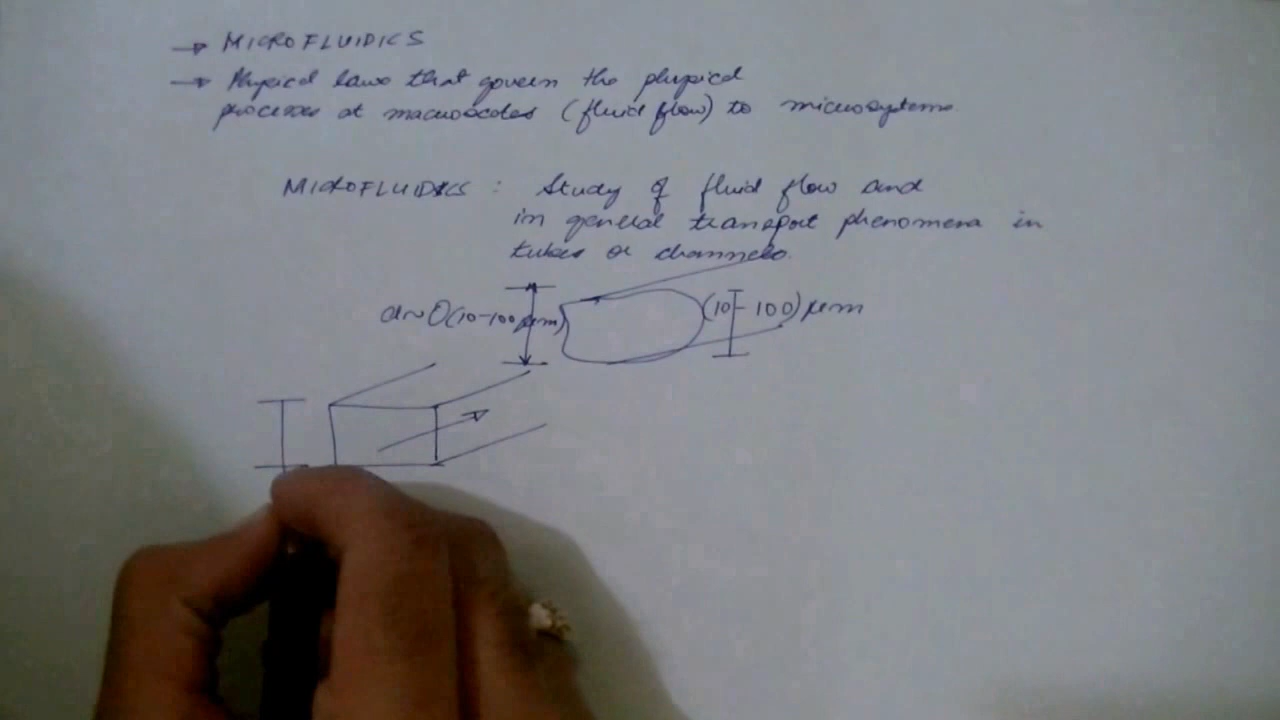 → MICROFLUIDICS
→ Physical laws that govern the physical
processes at macroscales (fluid flow) to microsystems.
MICROFLUIDICS : Study of fluid flow and
in general transport phenomena in
tubes or channels.
d~O(10-100 μm) (10 - 100) μm